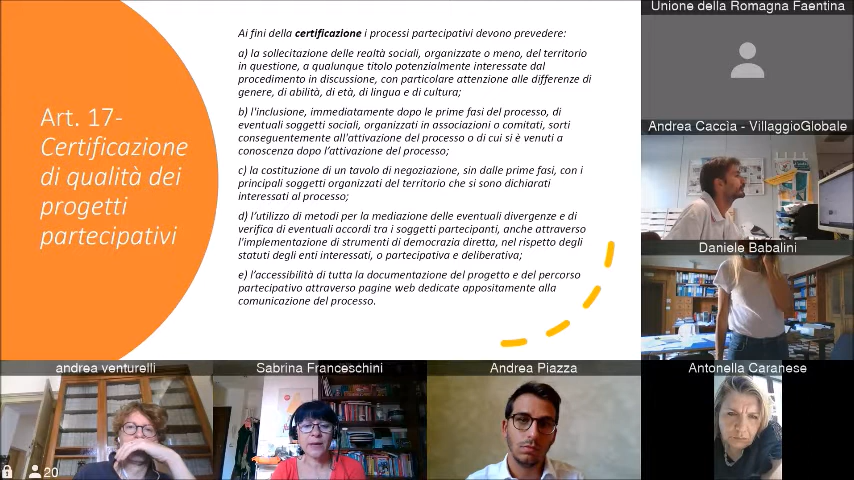 Unione della Romagna Faentina
Art. 17-
Certificazione
di qualità dei
progetti
partecipativi
Ai fini della certificazione i processi partecipativi devono prevedere:
a) la sollecitazione delle realtà sociali, organizzate o meno, del territorio
in questione, a qualunque titolo potenzialmente interessate dal
procedimento in discussione, con particolare attenzione alle differenze di
genere, di abilità, di età, di lingua e di cultura;
b) l'inclusione, immediatamente dopo le prime fasi del processo, di
eventuali soggetti sociali, organizzati in associazioni o comitati, sorti
conseguentemente all'attivazione del processo o di cui si è venuti a
conoscenza dopo l'attivazione del processo;
c) la costituzione di un tavolo di negoziazione, sin dalle prime fasi, con i
principali soggetti organizzati del territorio che si sono dichiarati
interessati al processo;
d) l'utilizzo di metodi per la mediazione delle eventuali divergenze e di
verifica di eventuali accordi tra i soggetti partecipanti, anche attraverso
l'implementazione di strumenti di democrazia diretta, nel rispetto degli
statuti degli enti interessati, o partecipativa e deliberativa;
e) l'accessibilità di tutta la documentazione del progetto e del percorso
partecipativo attraverso pagine web dedicate appositamente alla
comunicazione del processo.
Andrea Caccìa - VillaggioGlobale
Daniele Babalini
andrea venturelli
Sabrina Franceschini
Andrea Piazza
Antonella Caranese
20